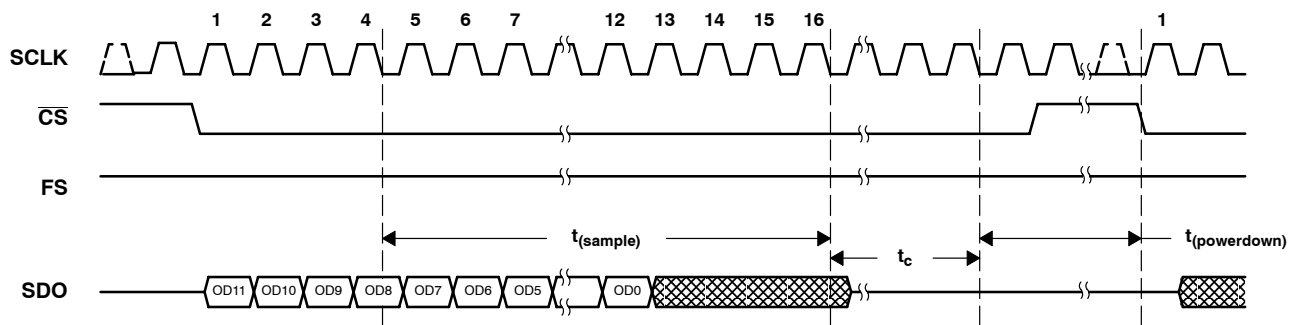 1 2 3 4 5 6 7 12 13 14 15 16 1
SCLK
CS
FS
t(sample)
t(powerdown)
tc
SDO
OD11 OD10 OD9 OD8 OD7 OD6 OD5 OD0